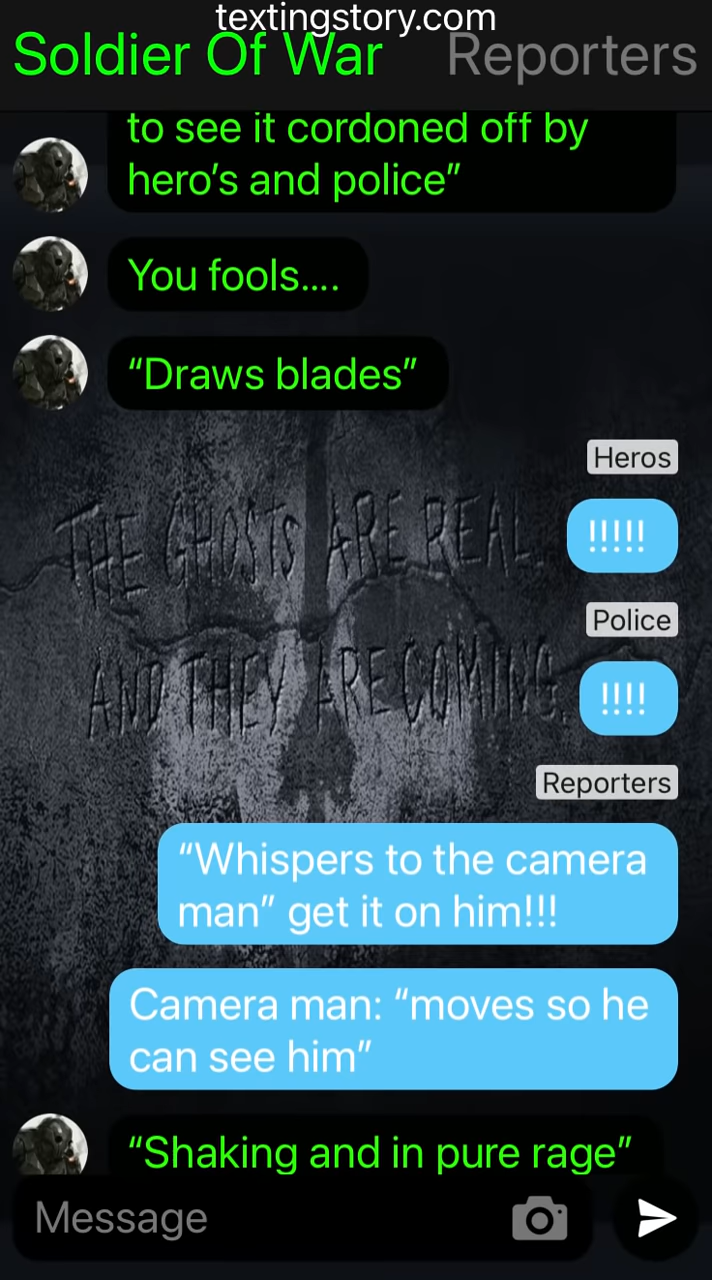 textingstory.com
Soldier Of War
Reporters
to see it cordoned off by
hero’s and police”
You fools....
“Draws blades”
Heros
!!!!!
THE GHOSTS ARE REAL.
Police
!!!!
AND THEY ARE COMING.
Reporters
“Whispers to the camera
man” get it on him!!!
Camera man: “moves so he
can see him”
“Shaking and in pure rage”
Message